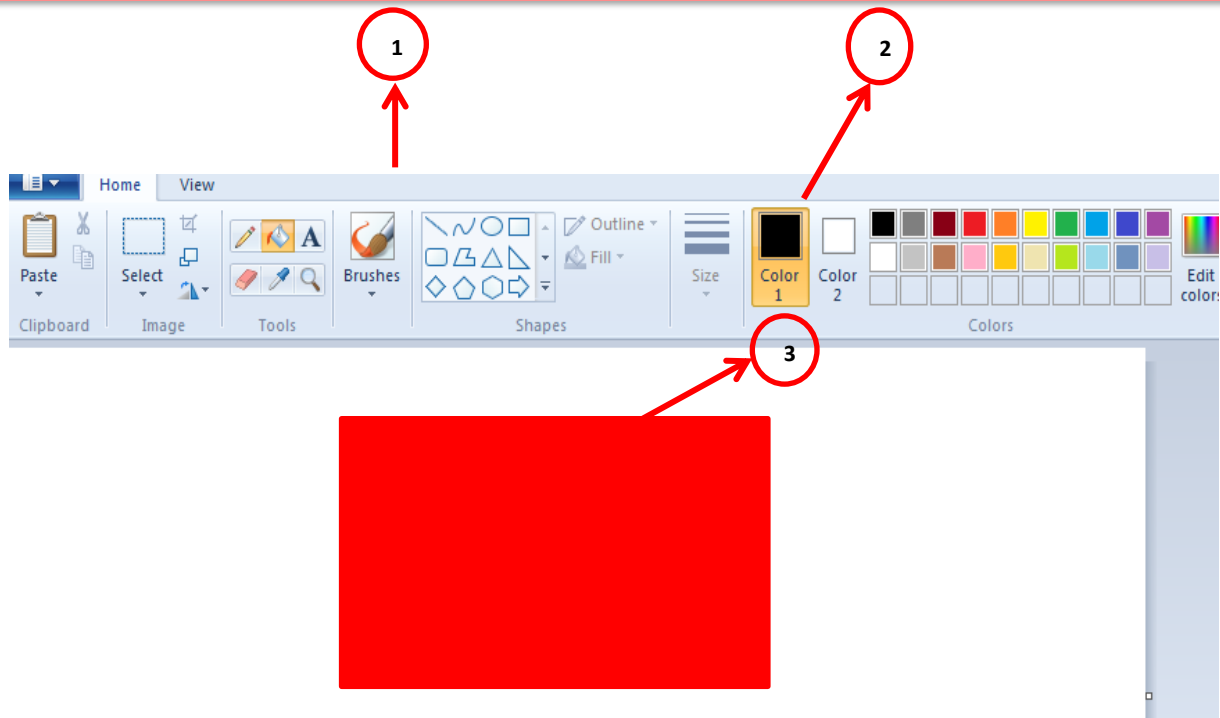 1
2
Home View
Paste
Select
A
Brushes
Outline
Fill
Size
Color
1
Color
2
Edit
colors
Clipboard
Image
Tools
Shapes
Colors
3